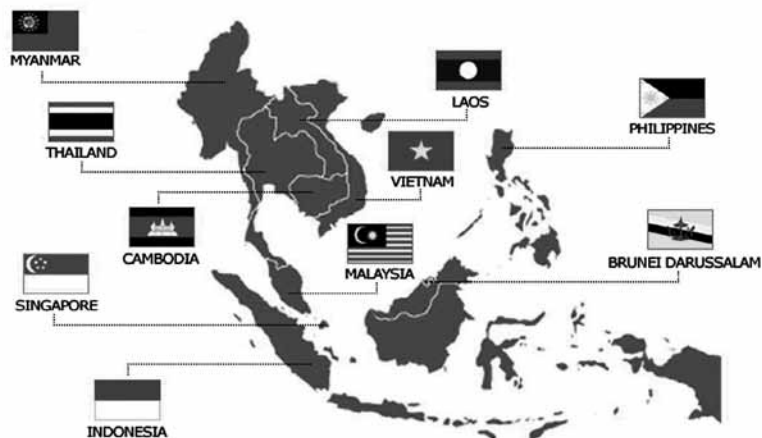 MYANMAR
LAOS
PHILIPPINES
THAILAND
VIETNAM
CAMBODIA
MALAYSIA
BRUNEI DARUSSALAM
SINGAPORE
INDONESIA